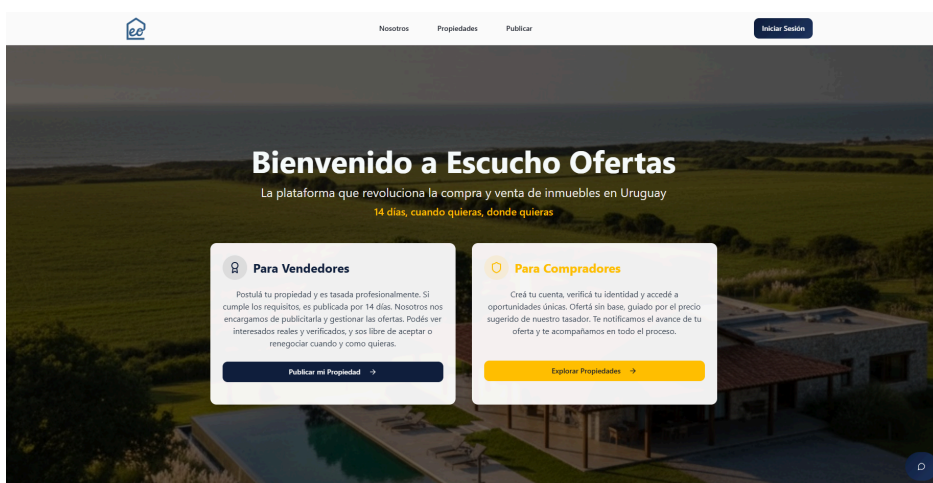 eo
Nosotros
Propiedades
Publicar
Iniciar Sesión
Bienvenido a Escucho Ofertas
La plataforma que revoluciona la compra y venta de inmuebles en Uruguay
14 días, cuando quieras, donde quieras
Para Vendedores
Postulá tu propiedad y es tasada profesionalmente. Si
cumple los requisitos, es publicada por 14 días. Nosotros nos
encargamos de publicitarla y gestionar las ofertas. Podés ver
interesados reales y verificados, y sos libre de aceptar o
renegociar cuando y como quieras.
Publicar mi Propiedad →
Para Compradores
Creá tu cuenta, verificá tu identidad y accedé a
oportunidades únicas. Ofertá sin base, guiado por el precio
sugerido de nuestro tasador. Te notificamos el avance de tu
oferta y te acompañamos en todo el proceso.
Explorar Propiedades →